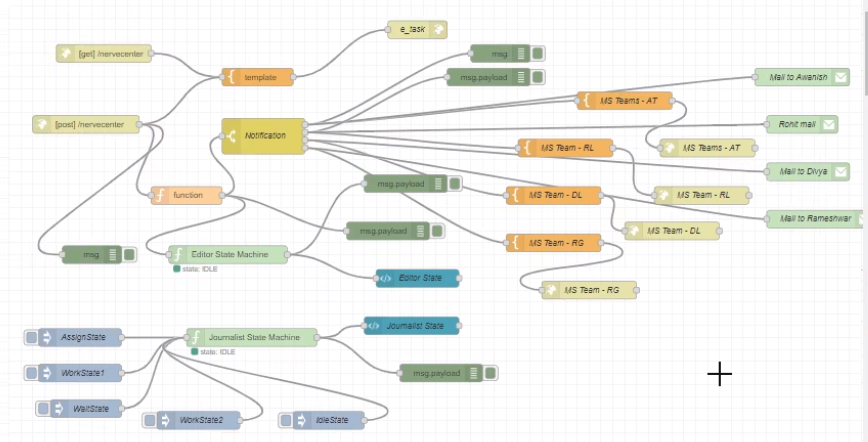 e_task
[get] /nervecenter
msg
template
msg.payload
Mail to Awanish
MS Teams - AT
[post] /nervecenter
Rohit mail
Notification
MS Team - RL
MS Teams - AT
Mail to Divya
msg.payload
function
MS Team - DL
MS Team - RL
Mail to Rameshwar
msg.payload
MS Team - DL
MS Team - RG
msg
Editor State Machine
state: IDLE
Editor State
MS Team - RG
Journalist State
AssignState
Journalist State Machine
state: IDLE
WorkState1
msg.payload
WaitState
WorkState2
IdleState